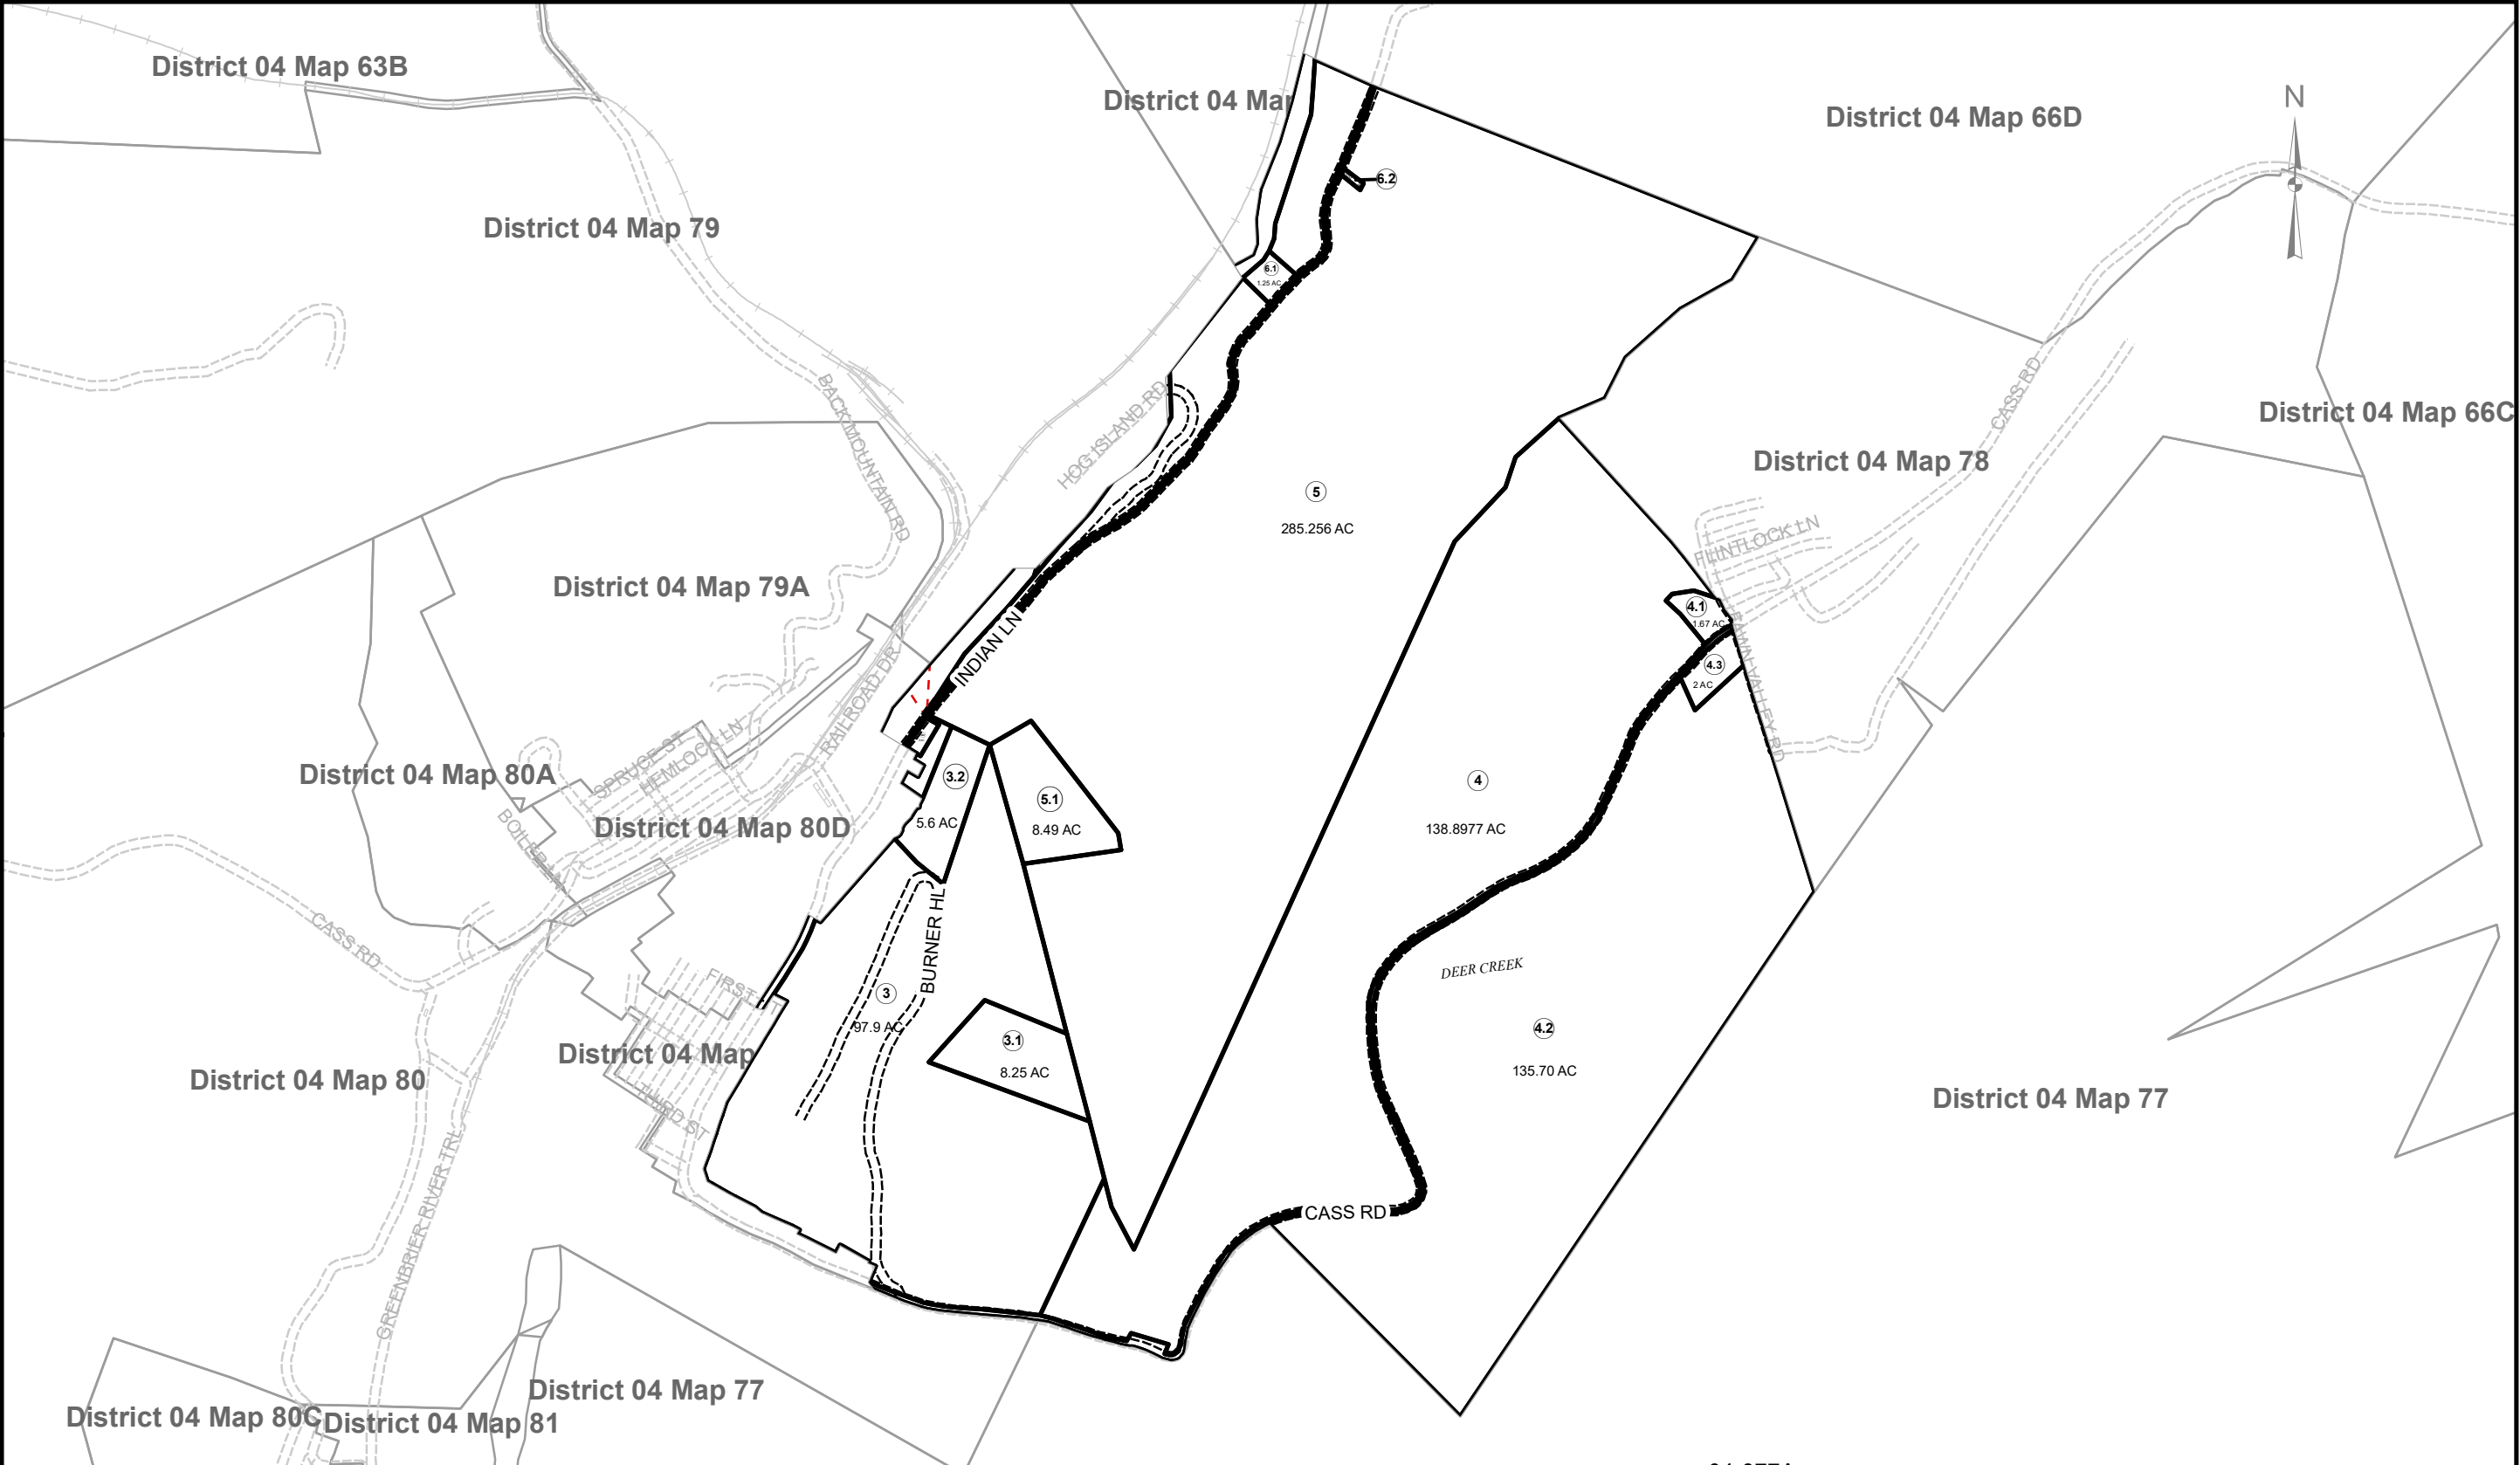 District 04 Map 63B
District 04 Map
District 04 Map 66D
N
6.2
District 04 Map 79
6.1
1.25 AC
CASS RD
District 04 Map 66C
BACK MOUNTAIN RD
HOG ISLAND RD
District 04 Map 78
5
285.256 AC
FLINTLOCK LN
District 04 Map 79A
4.1
1.67 AC
INDIAN LN
4.3
2 AC
RAILROAD DR
SPRUCE ST
HEMLOCK LN
District 04 Map 80A
3.2
5.6 AC
5.1
8.49 AC
4
138.8977 AC
District 04 Map 80D
BURNER HL
CASS RD
DEER CREEK
3
97.9 AC
4.2
135.70 AC
3.1
8.25 AC
District 04 Map
District 04 Map 80
THIRD ST
District 04 Map 77
GREENBRIER RIVER TRL
CASS RD
District 04 Map 77
District 04 Map 80C
District 04 Map 81